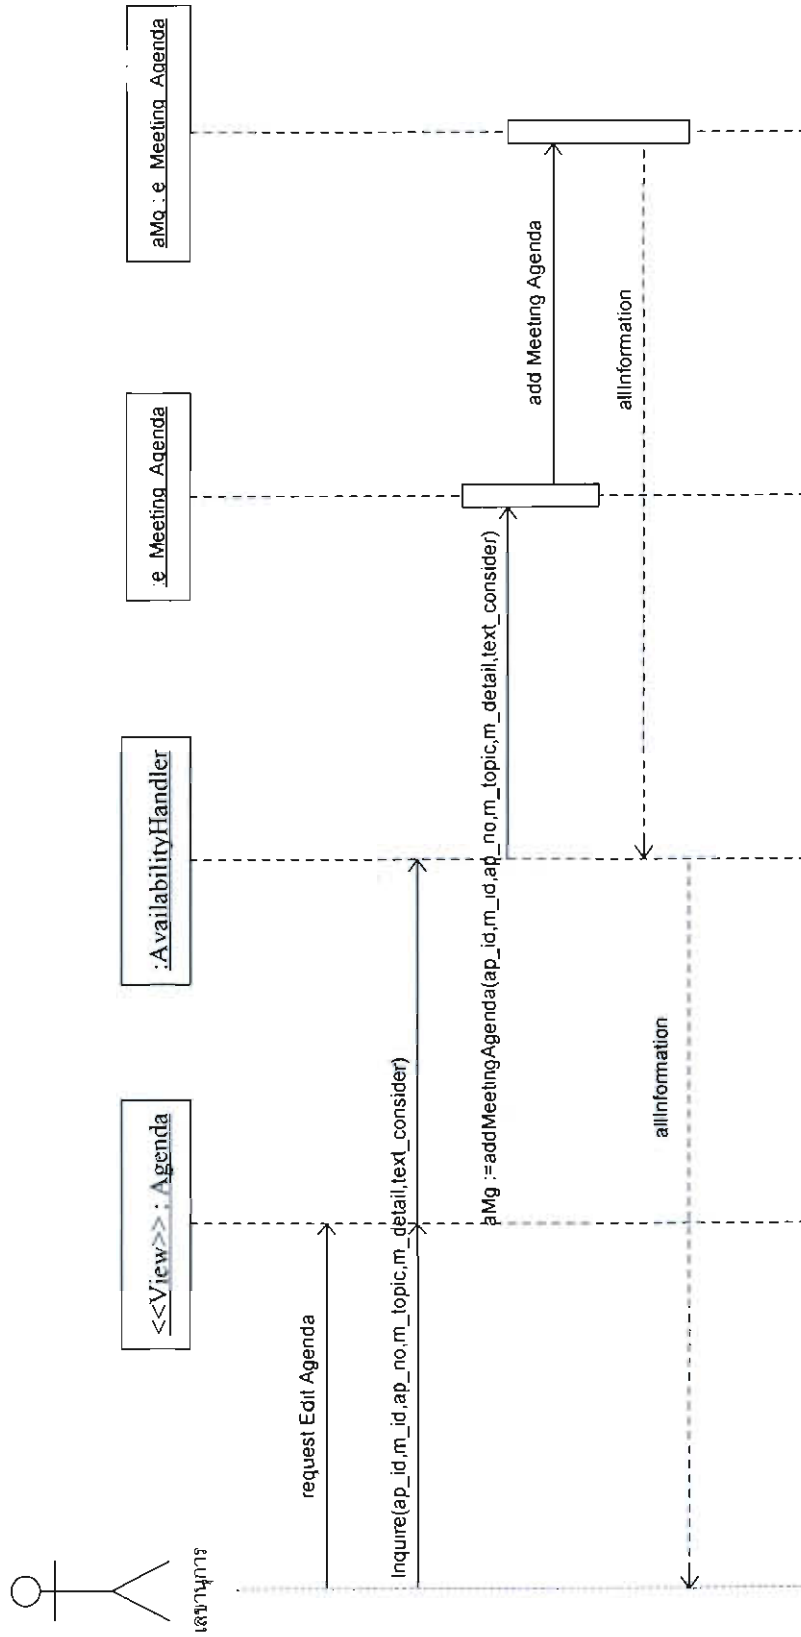 เลขานุการ
<<View>> : Agenda
:AvailabilityHandler
:e_Meeting_Agenda
aMg : e_Meeting_Agenda
request Edit Agenda
Inquire(ap_id,m_id,ap_no,m_topic,m_detail,text_consider)
aMg :=addMeetingAgenda(ap_id,m_id,ap_no,m_topic,m_detail,text_consider)
add Meeting Agenda
allInformation
allInformation